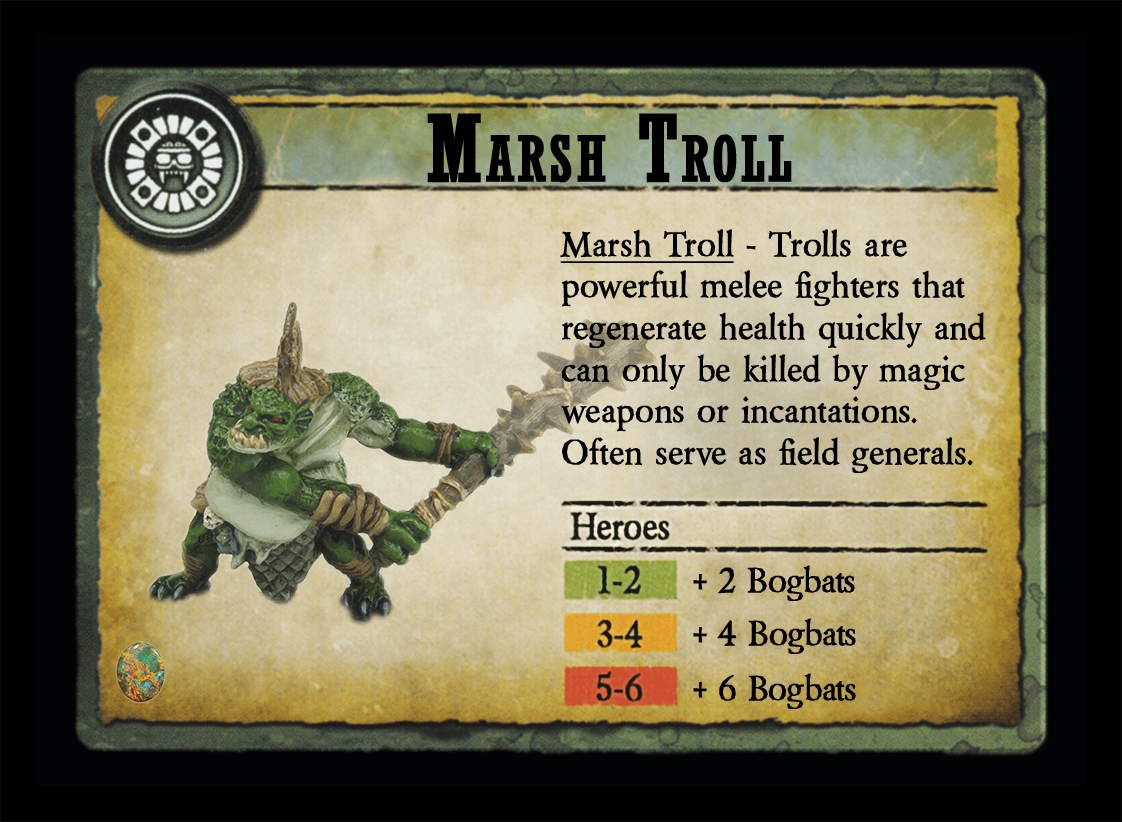 Marsh Troll
Marsh Troll - Trolls are
powerful melee fighters that
regenerate health quickly and
can only be killed by magic
weapons or incantations.
Often serve as field generals.
Heroes
1-2 + 2 Bogbats
3-4 + 4 Bogbats
5-6 + 6 Bogbats